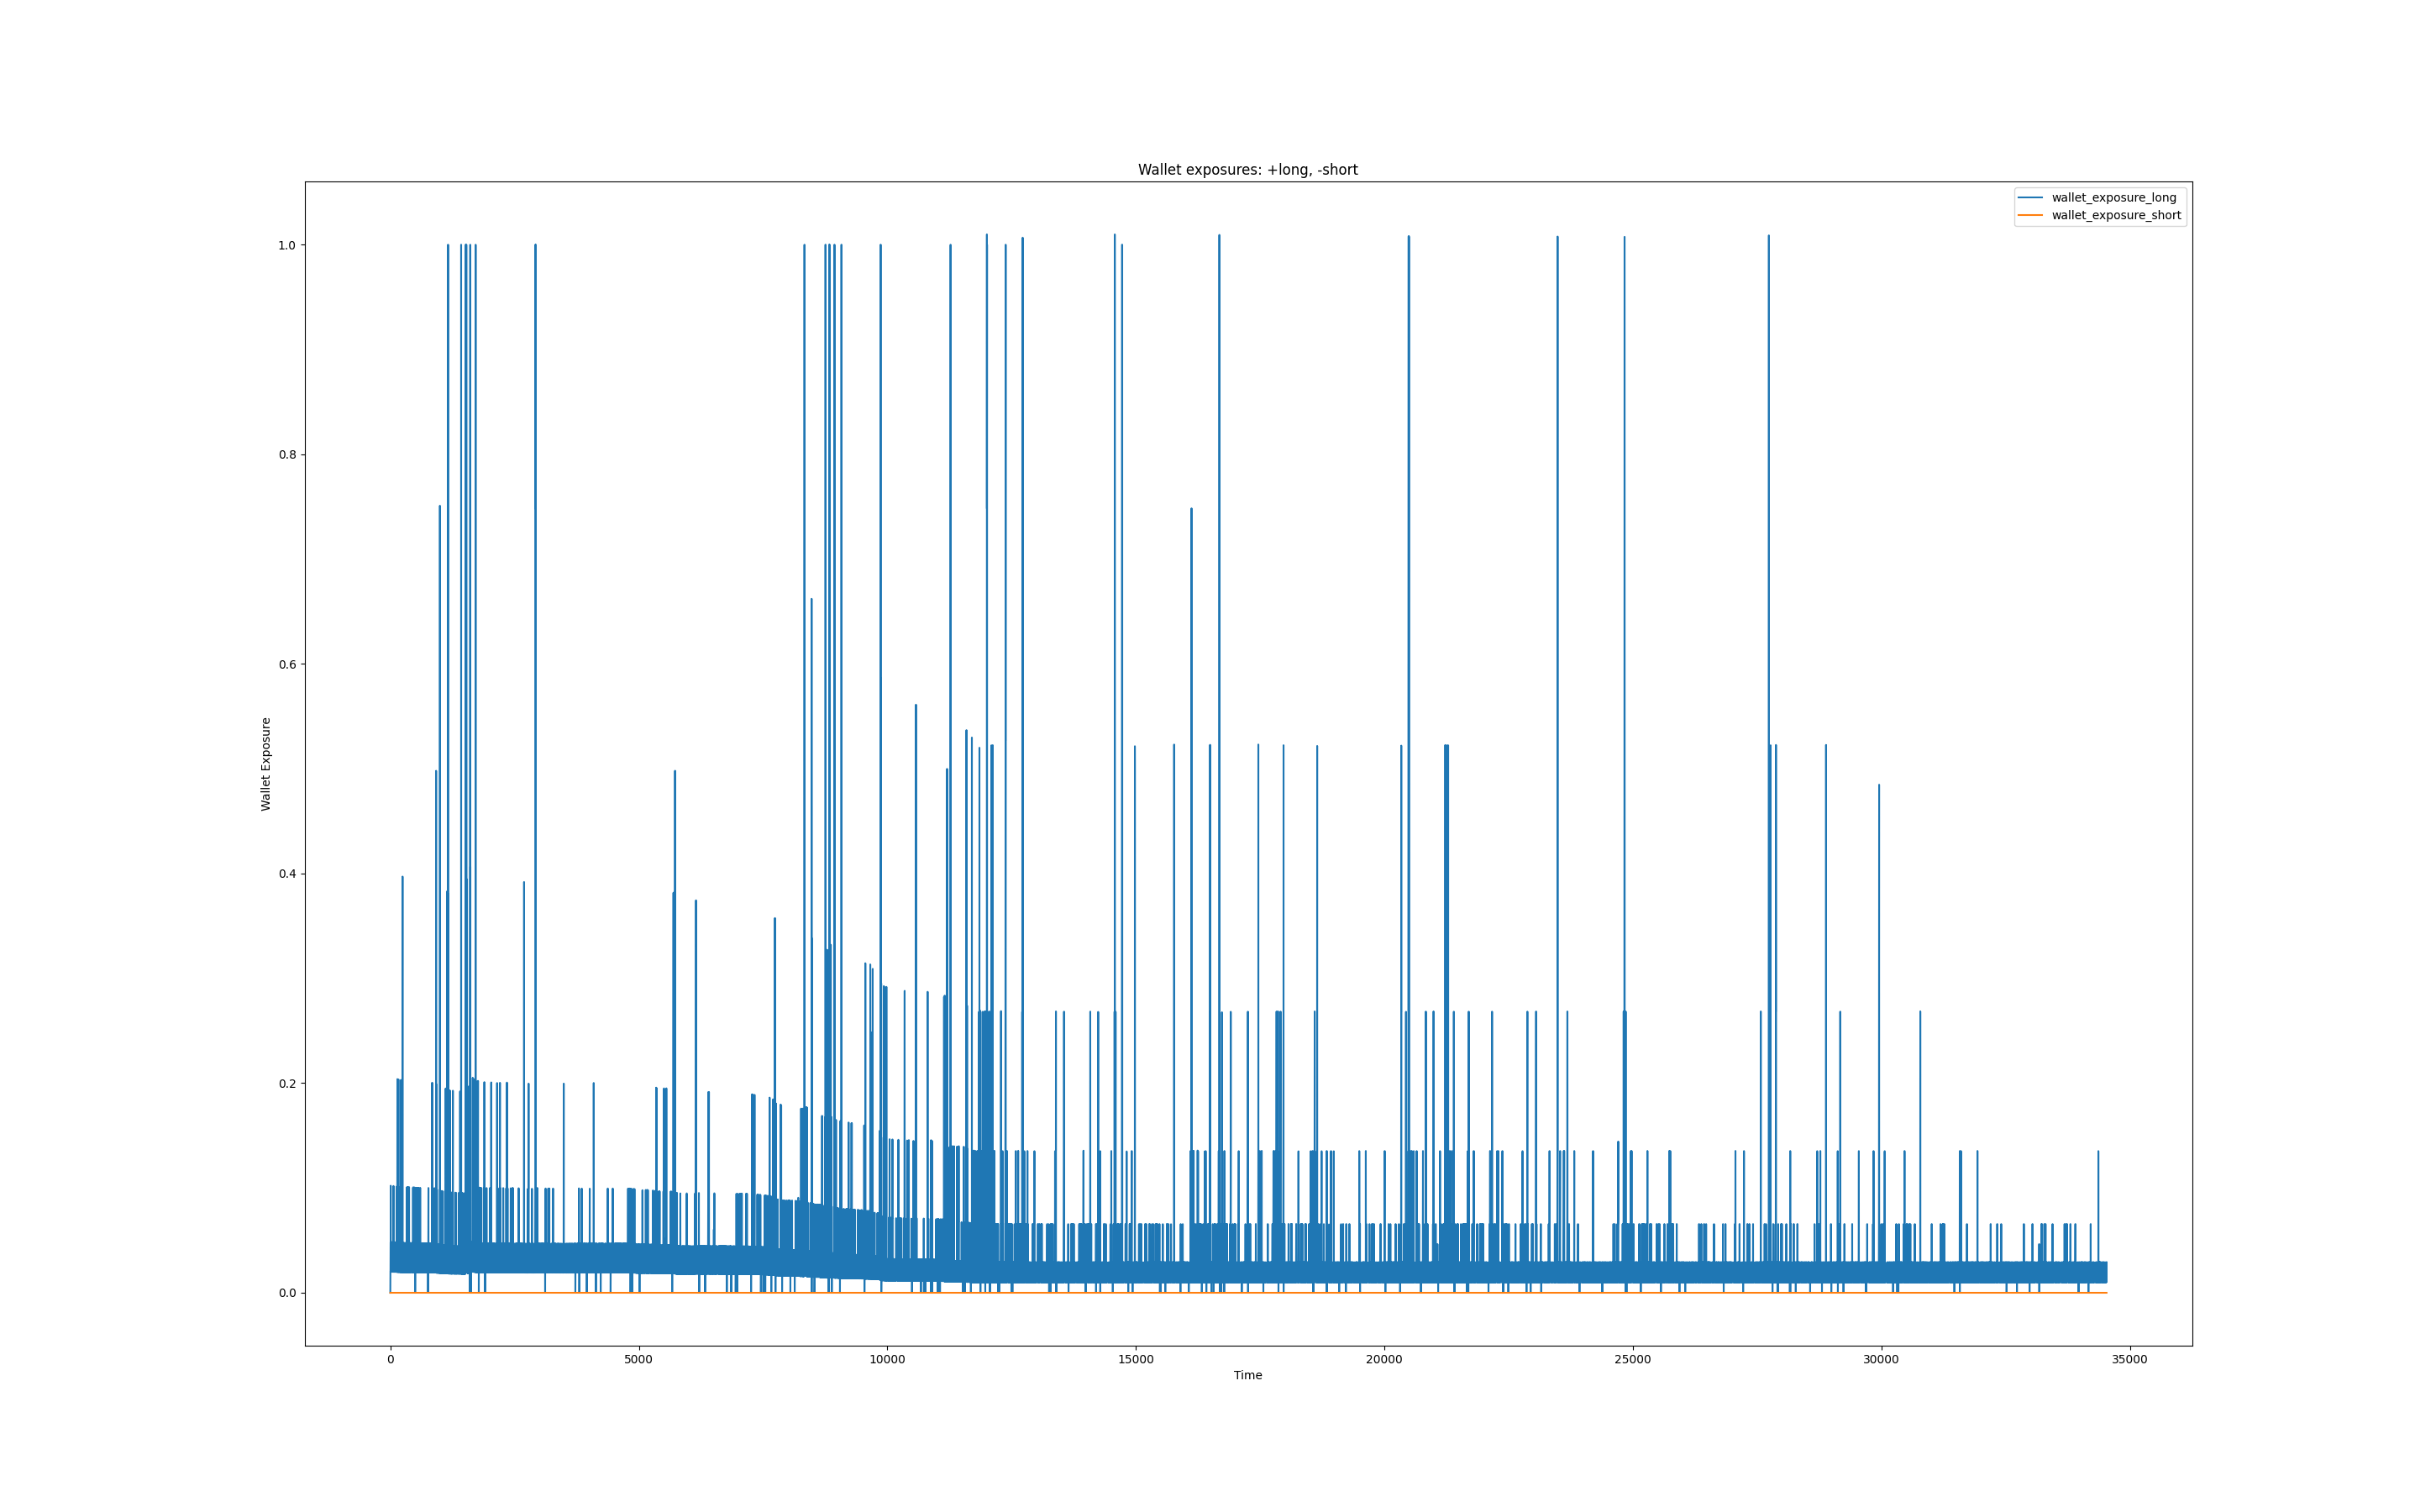 Wallet exposures: +long, -short
wallet_exposure_long
wallet_exposure_short
1.0
0.8
0.6
0.4
0.2
0.0
Wallet Exposure
0 5000 10000 15000 20000 25000 30000 35000
Time